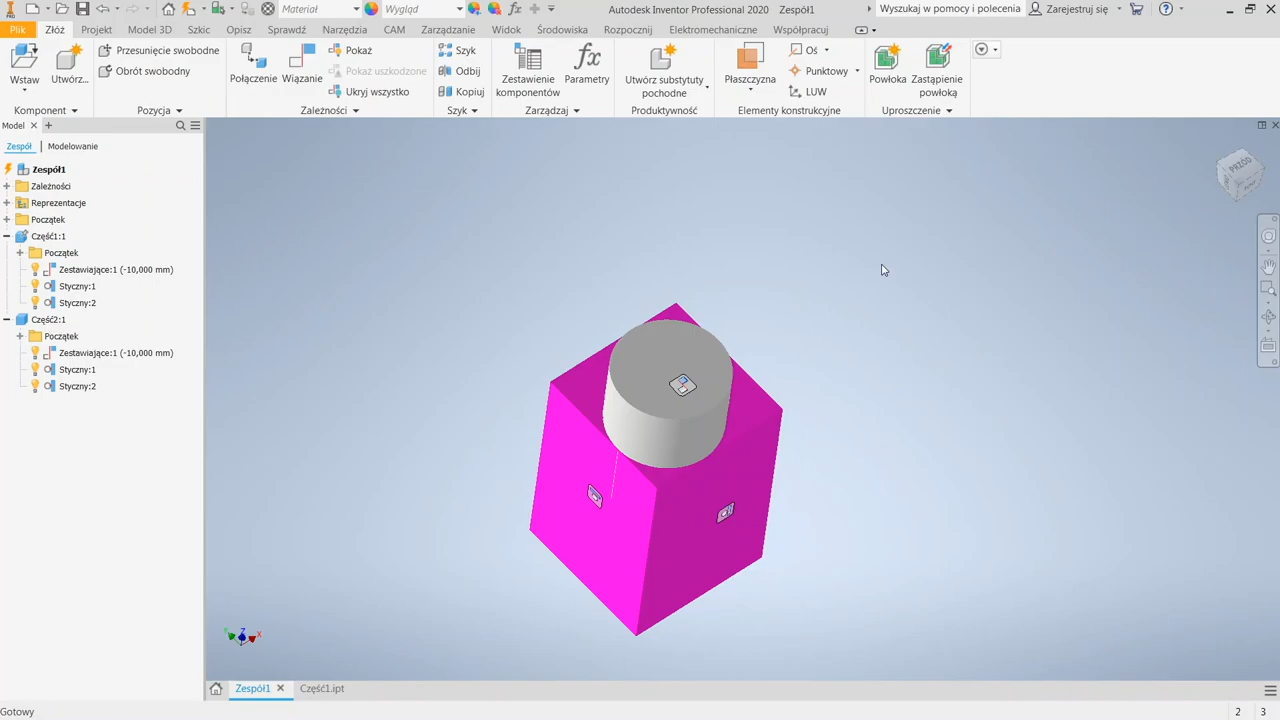 Materiał
Wygląd
Autodesk Inventor Professional 2020 Zespół1
Wyszukaj w pomocy i polecenia
Zarejestruj się
Plik Złóż Projekt Model 3D Szkic Opisz Sprawdź Narzędzia CAM Zarządzanie Widok Środowiska Rozpocznij Elektromechaniczne Współpracuj
Wstaw
Utwórz...
Przesunięcie swobodne
Obrót swobodny
Połączenie
Wiązanie
Pokaż
Pokaż uszkodzone
Ukryj wszystko
Szyk
Odbij
Kopiuj
Zestawienie
komponentów
Parametry
Utwórz substytuty
pochodne
Płaszczyzna
Oś
Punktowy
LUW
Powłoka
Zastąpienie
powłoką
Komponent Pozycja Zależności Szyk Zarządzaj Produktywność Elementy konstrukcyjne Uproszczenie
Model
Zespół Modelowanie
Zespół1
Zależności
Reprezentacje
Początek
Część1:1
Początek
Zestawiające:1 (-10,000 mm)
Styczny:1
Styczny:2
Część2:1
Początek
Zestawiające:1 (-10,000 mm)
Styczny:1
Styczny:2
PRZÓD
Z
X
Zespół1 Część1.ipt
Gotowy
2 3